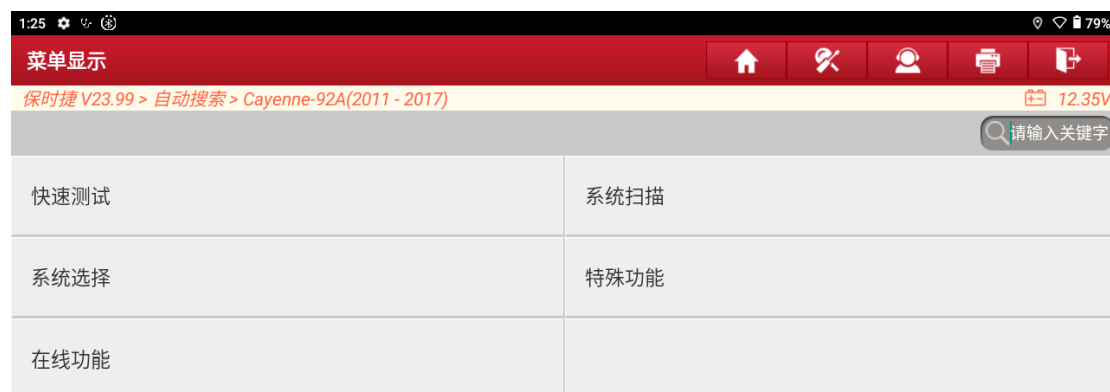 1:25 79%
菜单显示
保时捷 V23.99 > 自动搜索 > Cayenne-92A(2011 - 2017) 12.35V
请输入关键字
快速测试 系统扫描
系统选择 特殊功能
在线功能